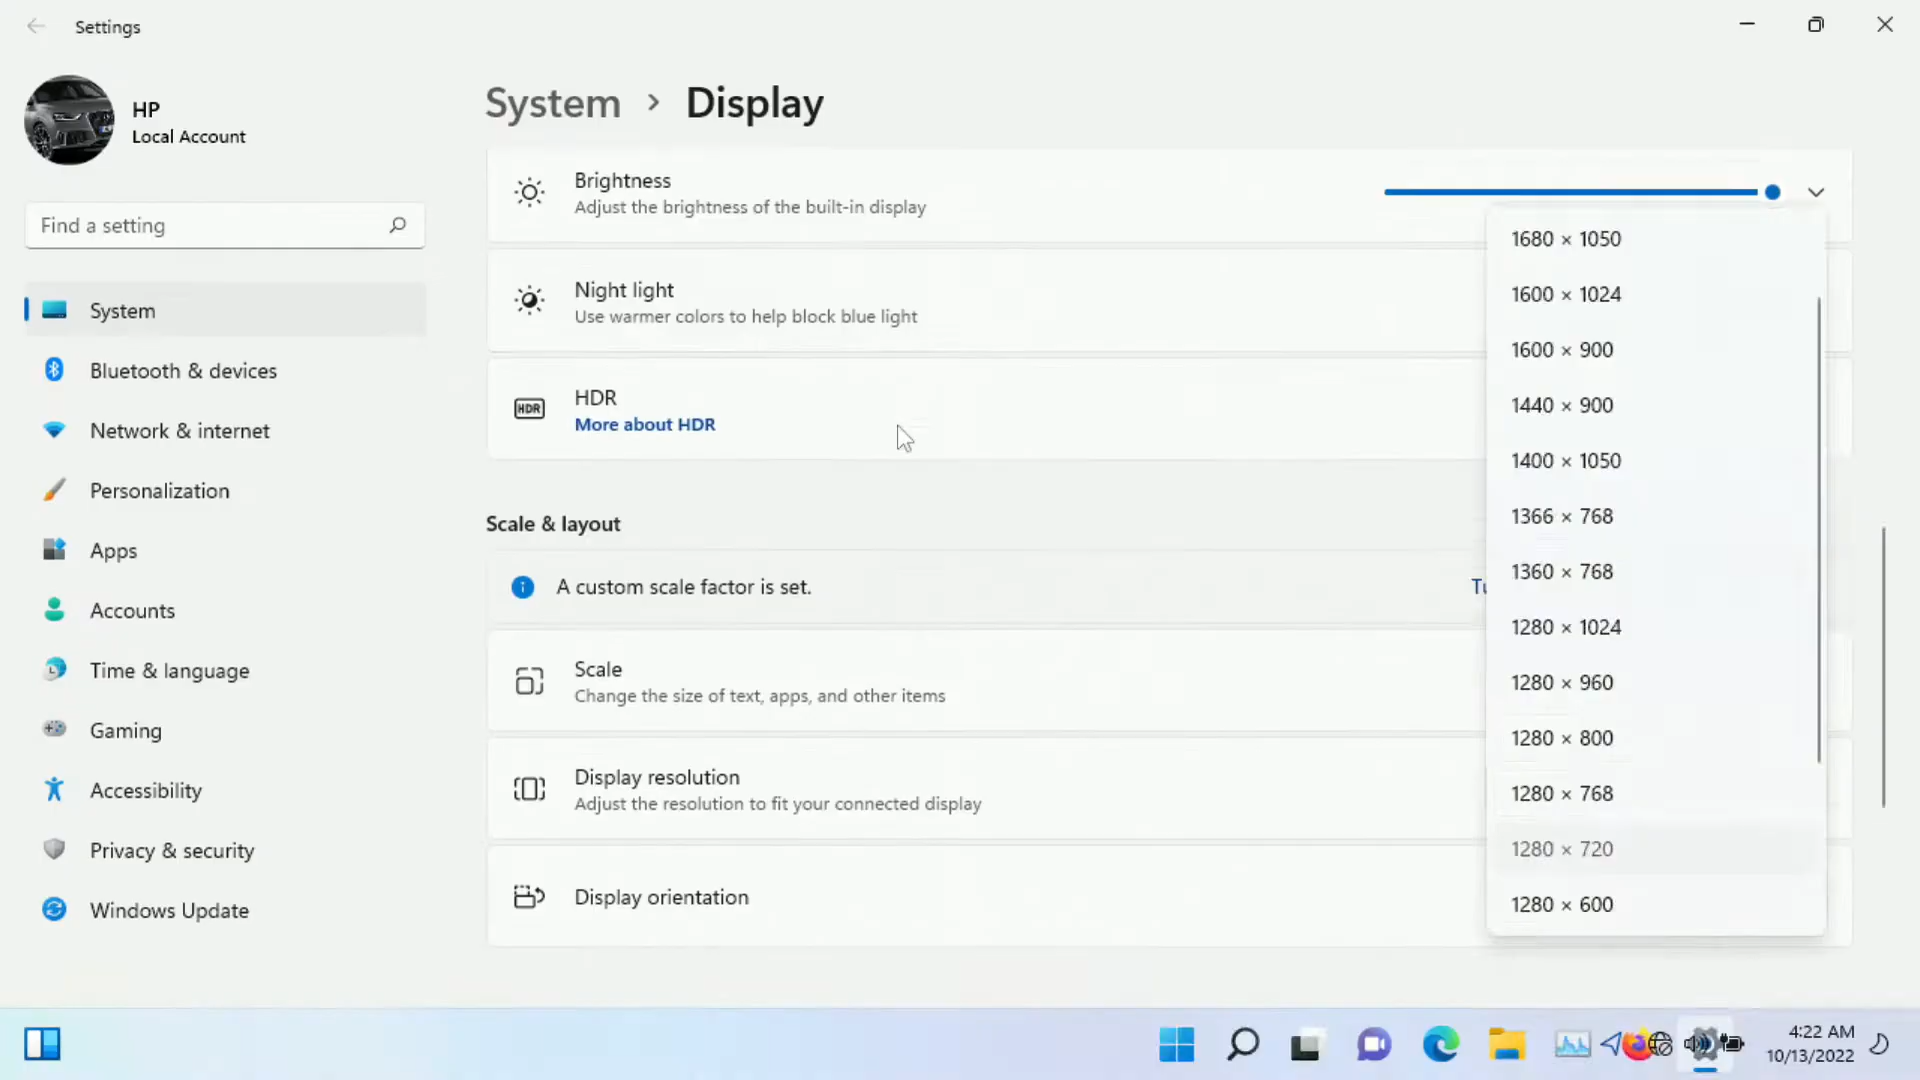 Settings
HP
Local Account
Find a setting
System
Bluetooth & devices
Network & internet
Personalization
Apps
Accounts
Time & language
Gaming
Accessibility
Privacy & security
Windows Update
System > Display
Brightness
Adjust the brightness of the built-in display
Night light
Use warmer colors to help block blue light
HDR
HDR
More about HDR
Scale & layout
A custom scale factor is set.
Scale
Change the size of text, apps, and other items
Display resolution
Adjust the resolution to fit your connected display
Display orientation
1680 × 1050
1600 × 1024
1600 × 900
1440 × 900
1400 × 1050
1366 × 768
1360 × 768
1280 × 1024
1280 × 960
1280 × 800
1280 × 768
1280 × 720
1280 × 600
4:22 AM
10/13/2022